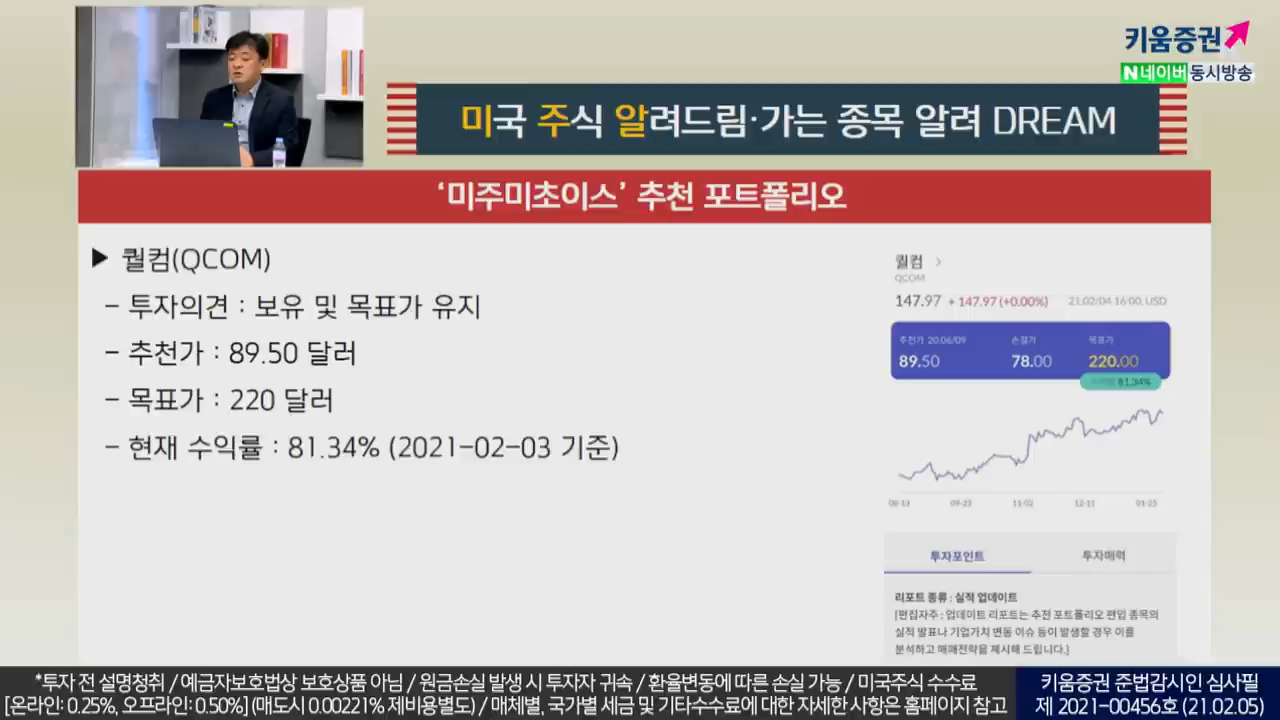 키움증권
N네이버 동시방송
미국 주식 알려드림·가는 종목 알려 DREAM
‘미주미초이스’ 추천 포트폴리오
▶ 퀄컴(QCOM)
– 투자의견 : 보유 및 목표가 유지
– 추천가 : 89.50 달러
– 목표가 : 220 달러
– 현재 수익률 : 81.34% (2021-02-03 기준)
퀄컴 >
QCOM
147.97 + 147.97 (+0.00%) 21.02/04 16:00, USD
추천가 20.06/09 손절가 목표가
89.50 78.00 220.00
81.34%
08-13 09-23 11-02 12-11 01-25
투자포인트 투자매력
리포트 종류 : 실적 업데이트
[편집자주 : 업데이트 리포트는 추천 포트폴리오 편입 종목의
실적 발표나 기업가치 변동 이슈 등이 발생할 경우 이를
분석하고 매매전략을 제시해 드립니다.]
*투자 전 설명청취 / 예금자보호법상 보호상품 아님 / 원금손실 발생 시 투자자 귀속 / 환율변동에 따른 손실 가능 / 미국주식 수수료
[온라인: 0.25%, 오프라인: 0.50%] (매도시 0.00221% 제비용별도) / 매체별, 국가별 세금 및 기타수수료에 대한 자세한 사항은 홈페이지 참고
키움증권 준법감시인 심사필
제 2021-00456호 (21.02.05)